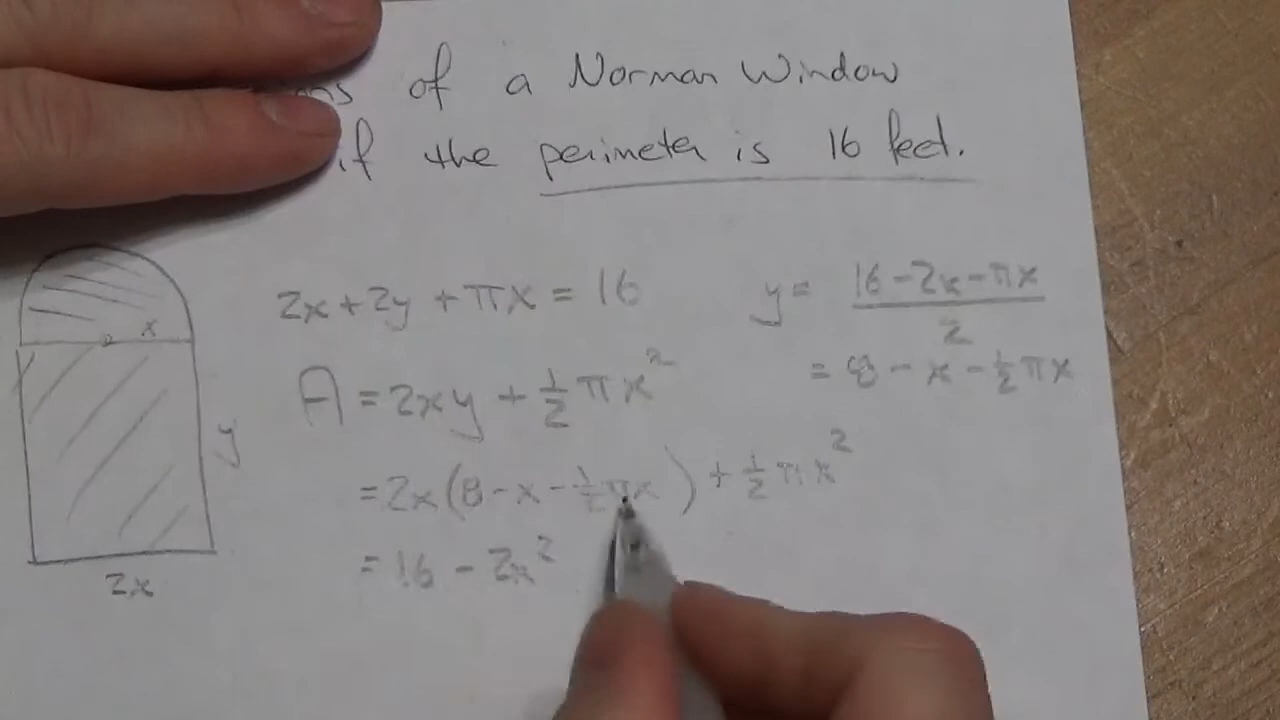 of a Norman Window
if the perimeter is 16 feet.
2x+2y+πx=16
y= (16-2x-πx)/2
= 8-x-½πx
A=2xy+½πx²
=2x(8-x-½πx)+½πx²
=16-2x²
x
y
2x